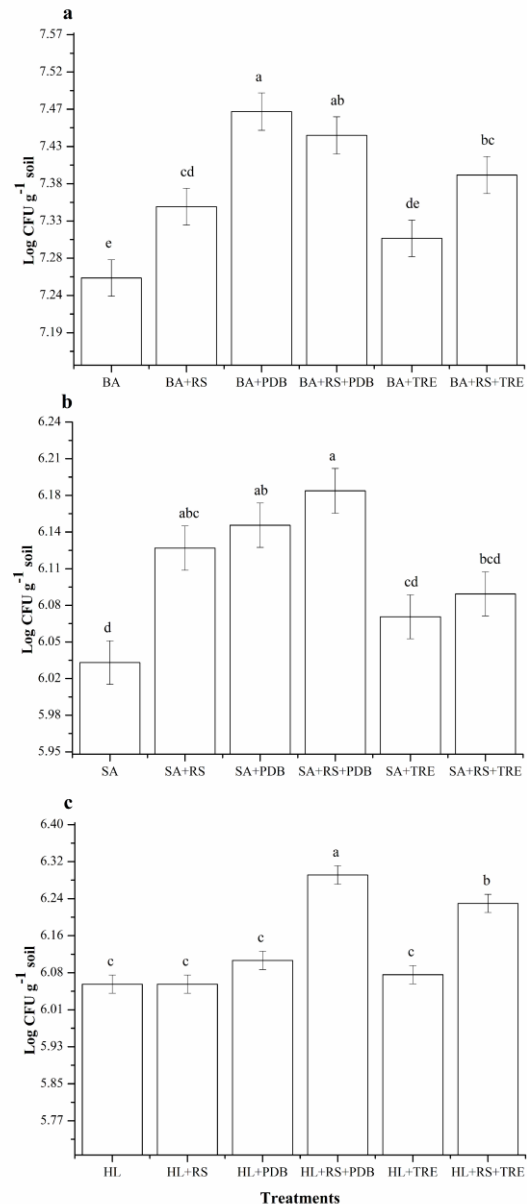 a
7.57
7.52
7.47
7.43
7.38
7.33
7.28
7.24
7.19
Log CFU g-1 soil
e
cd
a
ab
de
bc
BA BA+RS BA+PDB BA+RS+PDB BA+TRE BA+RS+TRE
b
6.24
6.21
6.18
6.14
6.11
6.08
6.05
6.02
5.98
5.95
Log CFU g-1 soil
d
abc
ab
a
cd
bcd
SA SA+RS SA+PDB SA+RS+PDB SA+TRE SA+RS+TRE
c
6.40
6.32
6.24
6.16
6.08
6.01
5.93
5.85
5.77
Log CFU g-1 soil
c
c
c
a
c
b
HL HL+RS HL+PDB HL+RS+PDB HL+TRE HL+RS+TRE
Treatments